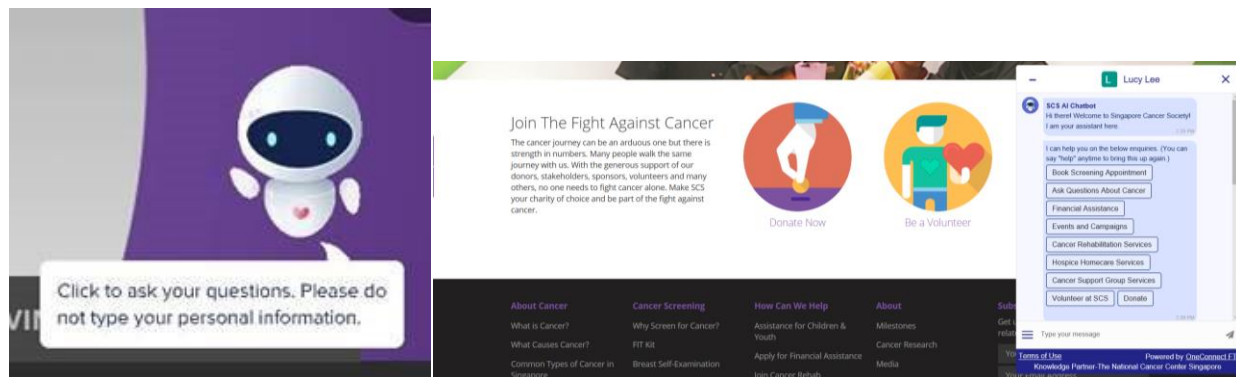 Click to ask your questions. Please do
not type your personal information.
Join The Fight Against Cancer
The cancer journey can be an arduous one but there is
strength in numbers. Many people walk the same
journey with us. With the generous support of our
donors, stakeholders, sponsors, volunteers and many
others, no one needs to fight cancer alone. Make SCS
your charity of choice and be part of the fight against
cancer.
Donate Now
Be a Volunteer
About Cancer
What is Cancer?
What Causes Cancer?
Common Types of Cancer in
Singapore
Cancer Screening
Why Screen for Cancer?
FIT Kit
Breast Self-Examination
How Can We Help
Assistance for Children &
Youth
Apply for Financial Assistance
Join Cancer Rehab
About
Milestones
Cancer Research
Media
L Lucy Lee
SCS AI Chatbot
Hi there! Welcome to Singapore Cancer Society!
I am your assistant here.
I can help you on the below enquiries. (You can
say "help" anytime to bring this up again.)
Book Screening Appointment
Ask Questions About Cancer
Financial Assistance
Events and Campaigns
Cancer Rehabilitation Services
Hospice Homecare Services
Cancer Support Group Services
Volunteer at SCS Donate
Type your message
Terms of Use Powered by OneConnect FT
Knowledge Partner-The National Cancer Center Singapore